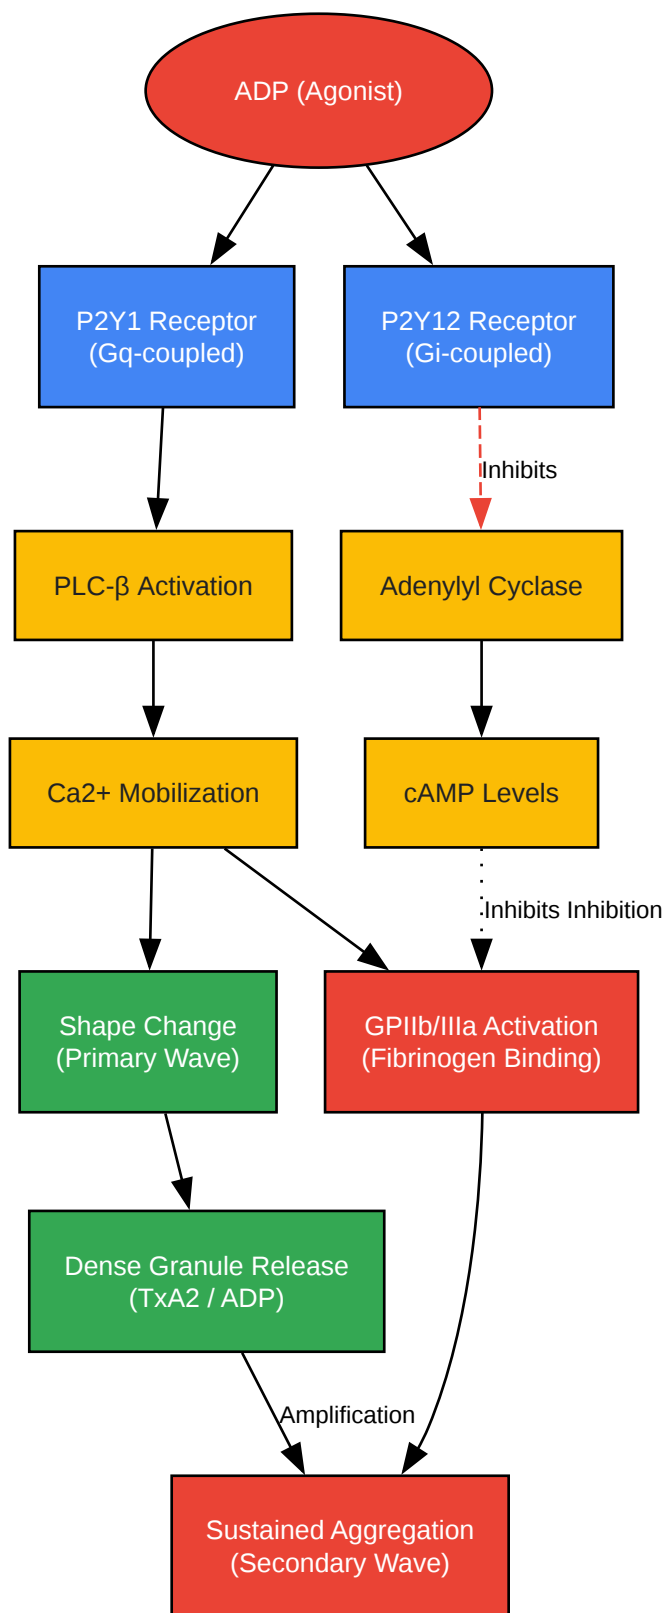 ADP (Agonist)
P2Y1 Receptor
(Gq-coupled)
P2Y12 Receptor
(Gi-coupled)
Inhibits
PLC-β Activation
Adenylyl Cyclase
Ca2+ Mobilization
cAMP Levels
Inhibits Inhibition
Shape Change
(Primary Wave)
GPIIb/IIIa Activation
(Fibrinogen Binding)
Dense Granule Release
(TxA2 / ADP)
Amplification
Sustained Aggregation
(Secondary Wave)